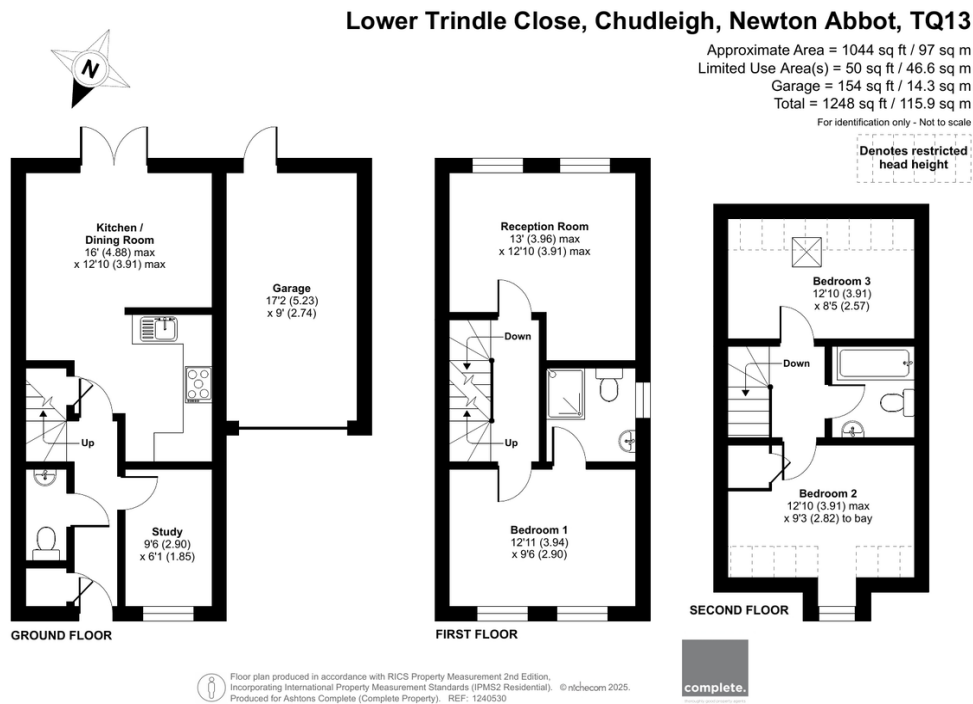 Lower Trindle Close, Chudleigh, Newton Abbot, TQ13
Approximate Area = 1044 sq ft / 97 sq m
Limited Use Area(s) = 50 sq ft / 46.6 sq m
Garage = 154 sq ft / 14.3 sq m
Total = 1248 sq ft / 115.9 sq m
For identification only - Not to scale
Denotes restricted
head height
N
Kitchen /
Dining Room
16' (4.88) max
x 12'10 (3.91) max
Garage
17'2 (5.23)
x 9' (2.74)
Up
Study
9'6 (2.90)
x 6'1 (1.85)
GROUND FLOOR
Reception Room
13' (3.96) max
x 12'10 (3.91) max
Down
Up
Bedroom 1
12'11 (3.94)
x 9'6 (2.90)
FIRST FLOOR
Bedroom 3
12'10 (3.91)
x 8'5 (2.57)
Down
Bedroom 2
12'10 (3.91) max
x 9'3 (2.82) to bay
SECOND FLOOR
Floor plan produced in accordance with RICS Property Measurement 2nd Edition,
Incorporating International Property Measurement Standards (IPMS2 Residential). © nichecom 2025.
Produced for Ashtons Complete (Complete Property). REF: 1240530
complete.